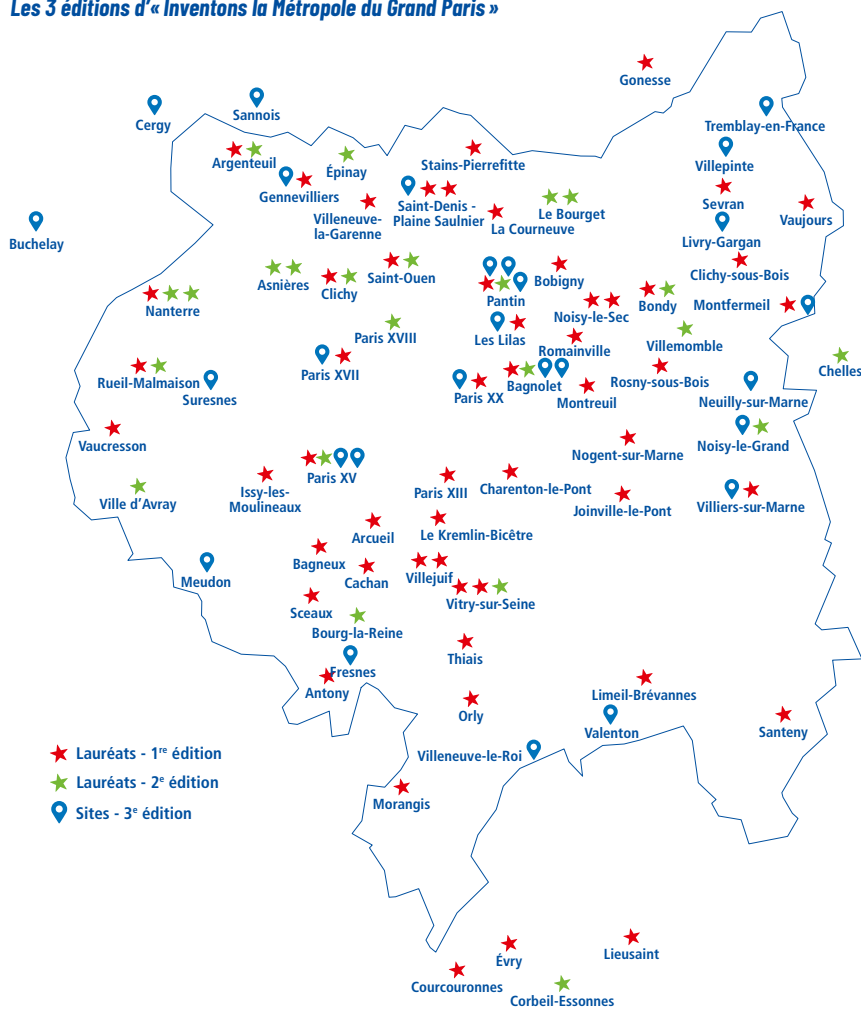 Les 3 éditions d'« Inventons la Métropole du Grand Paris »
Gonesse
Cergy
Sannois
Tremblay-en-France
Argenteuil
Épinay
Stains-Pierrefitte
Villepinte
Gennevilliers
Villeneuve-
la-Garenne
Saint-Denis -
Plaine Saulnier
La Courneuve
Le Bourget
Sevran
Vaujours
Buchelay
Livry-Gargan
Asnières
Clichy
Saint-Ouen
Pantin
Bobigny
Clichy-sous-Bois
Nanterre
Noisy-le-Sec
Bondy
Montfermeil
Paris XVIII
Les Lilas
Romainville
Villemomble
Chelles
Rueil-Malmaison
Suresnes
Paris XVII
Paris XX
Bagnolet
Montreuil
Rosny-sous-Bois
Neuilly-sur-Marne
Vaucresson
Nogent-sur-Marne
Noisy-le-Grand
Ville d'Avray
Issy-les-
Moulineaux
Paris XV
Paris XIII
Charenton-le-Pont
Joinville-le-Pont
Villiers-sur-Marne
Arcueil
Le Kremlin-Bicêtre
Meudon
Bagneux
Cachan
Villejuif
Vitry-sur-Seine
Sceaux
Bourg-la-Reine
Thiais
Fresnes
Antony
Orly
Limeil-Brévannes
Valenton
Santeny
Villeneuve-le-Roi
Lauréats - 1re édition
Lauréats - 2e édition
Sites - 3e édition
Morangis
Évry
Lieusaint
Courcouronnes
Corbeil-Essonnes